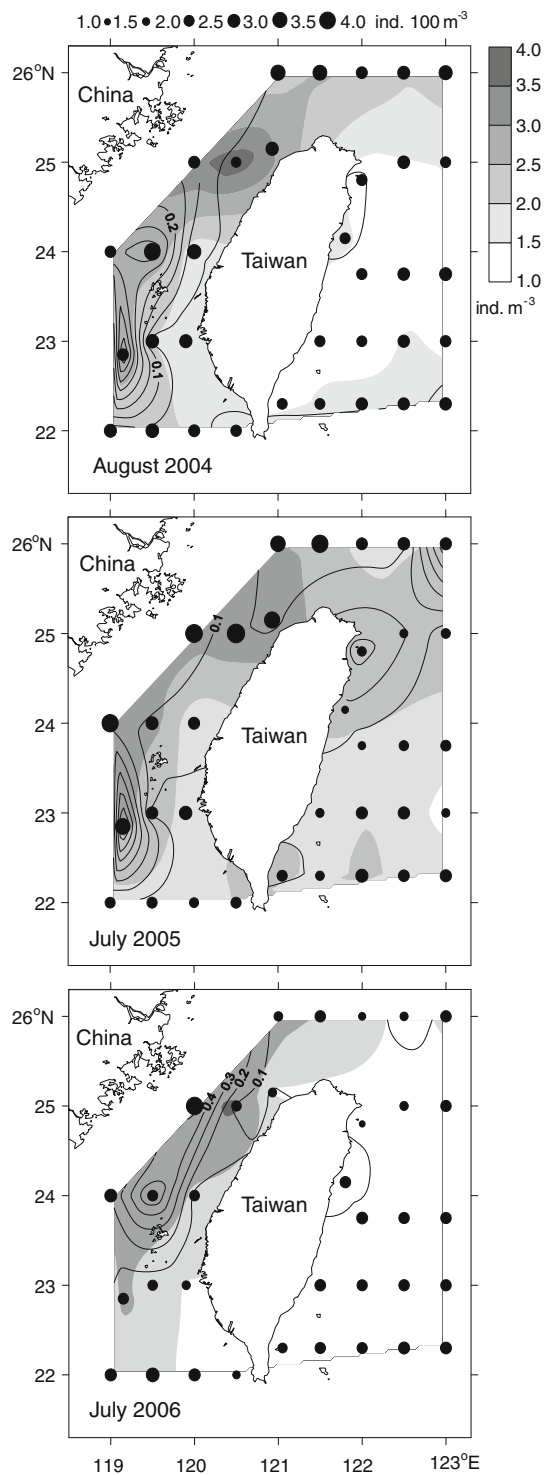 1.0 1.5 2.0 2.5 3.0 3.5 4.0 ind. 100 m-3
26°N
25
24
23
22
China
Taiwan
0.2
0.1
August 2004
4.0
3.5
3.0
2.5
2.0
1.5
1.0
ind. m-3
26°N
25
24
23
22
China
0.1
Taiwan
July 2005
26°N
25
24
23
22
China
0.4
0.3
0.2
0.1
Taiwan
July 2006
119 120 121 122 123°E